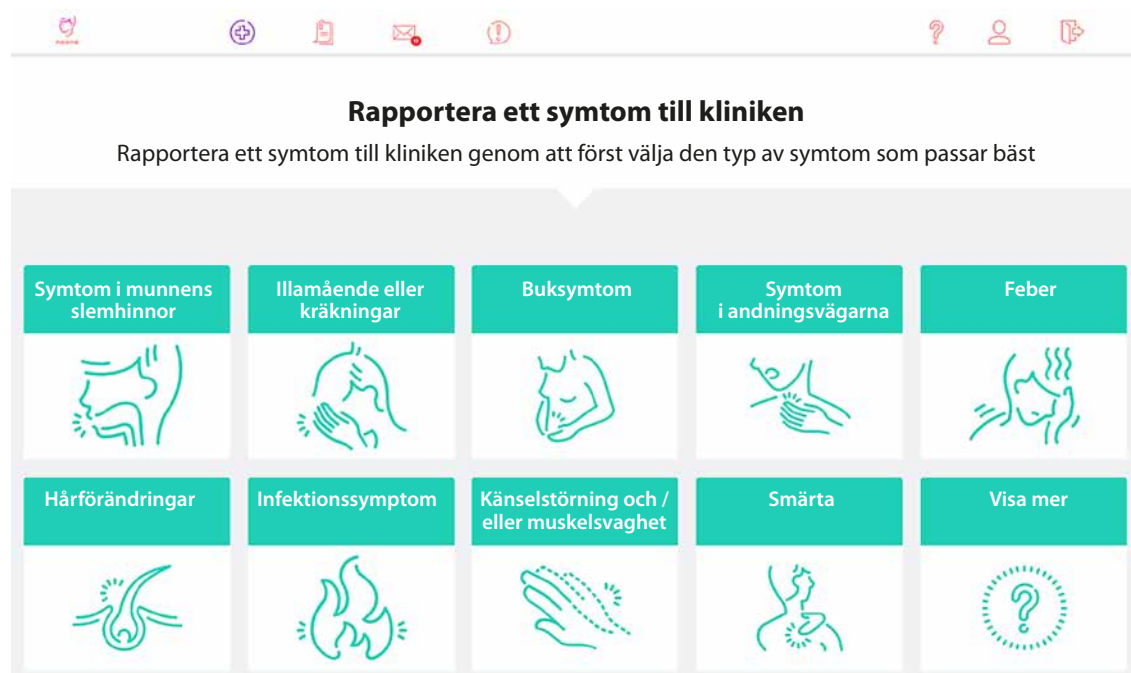 Rapportera ett symtom till kliniken
Rapportera ett symtom till kliniken genom att först välja den typ av symtom som passar bäst
Symtom i munnens
slemhinnor
Illamående eller
kräkningar
Buksymtom
Symtom
i andningsvägarna
Feber
Hårförändringar
Infektionssymptom
Känselstörning och /
eller muskelsvaghet
Smärta
Visa mer